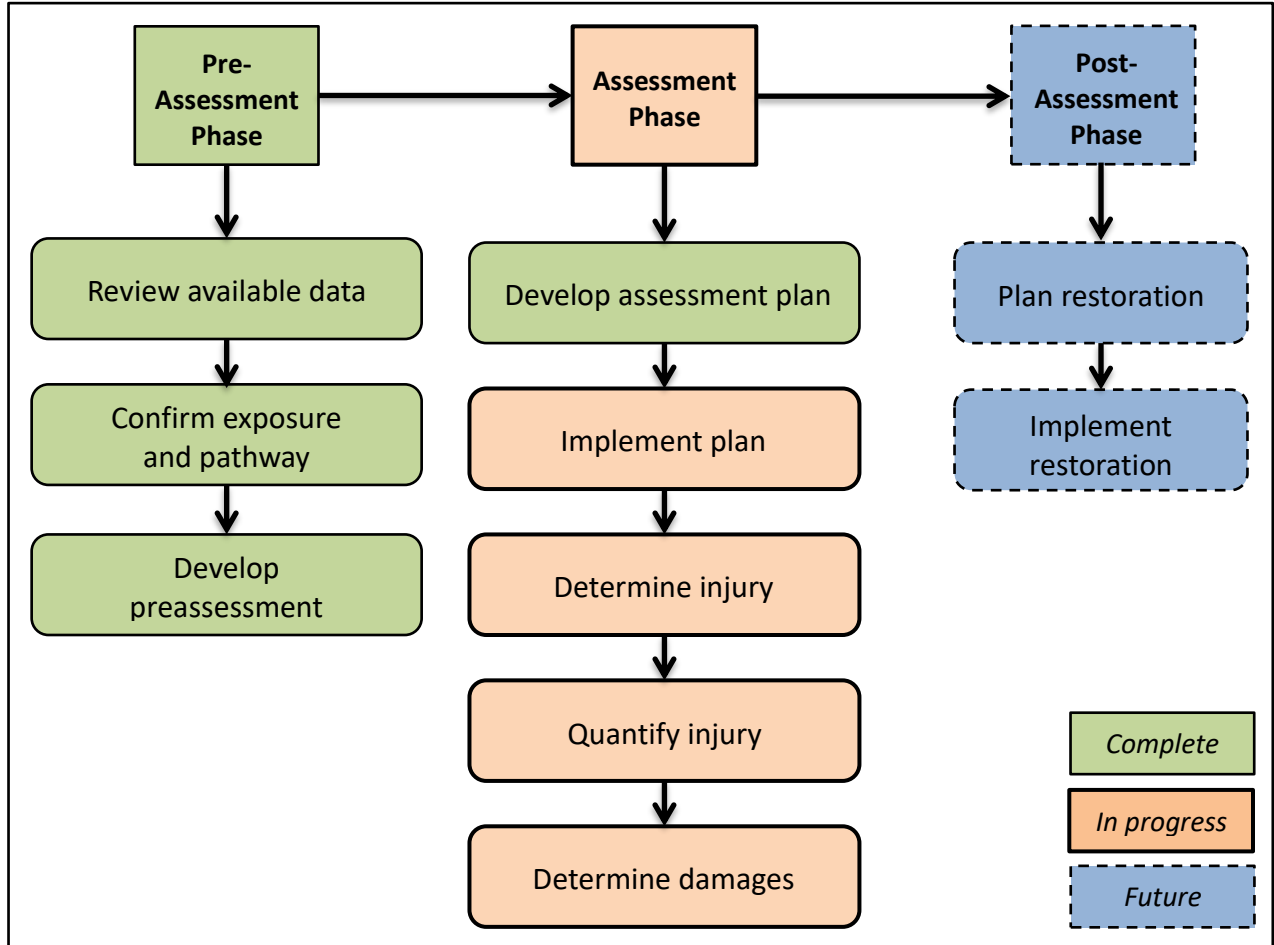 Pre-
Assessment
Phase
Assessment
Phase
Post-
Assessment
Phase
Review available data
Confirm exposure
and pathway
Develop
preassessment
Develop assessment plan
Implement plan
Determine injury
Quantify injury
Determine damages
Plan restoration
Implement
restoration
Complete
In progress
Future